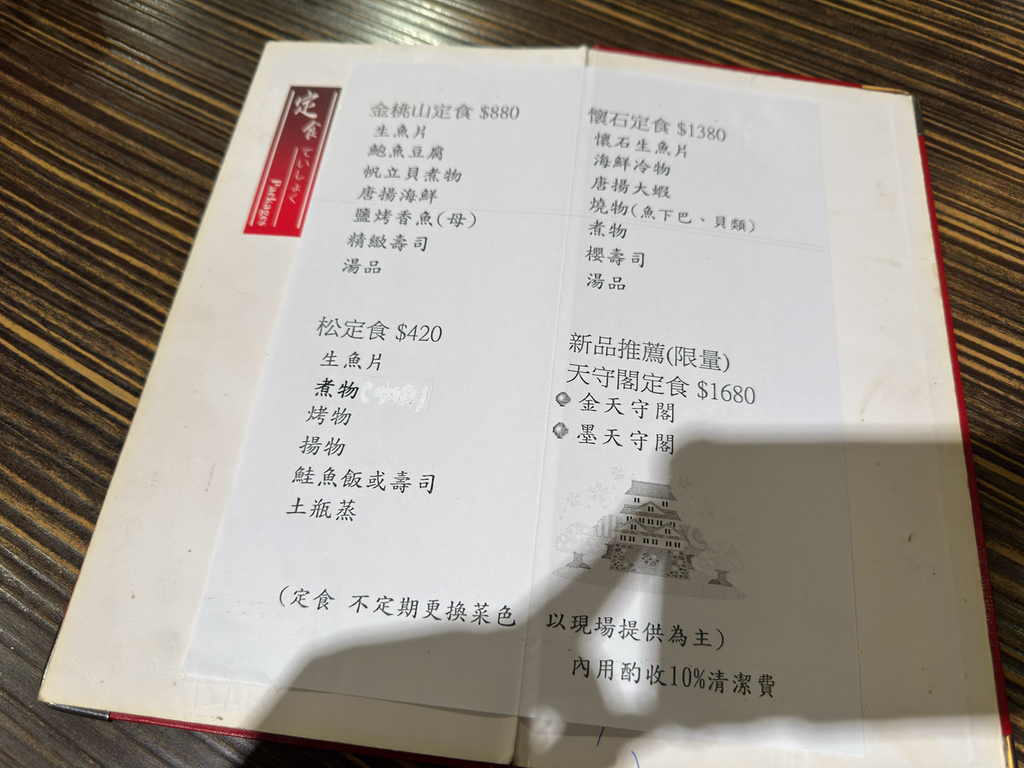 定食
ていしょく
Packages
金桃山定食 $880
生魚片
鮑魚豆腐
帆立貝煮物
唐揚海鮮
鹽烤香魚(母)
精緻壽司
湯品
松定食 $420
生魚片
煮物
烤物
揚物
鮭魚飯或壽司
土瓶蒸
懷石定食 $1380
懷石生魚片
海鮮冷物
唐揚大蝦
燒物(魚下巴、貝類)
煮物
櫻壽司
湯品
新品推薦(限量)
天守閣定食 $1680
金天守閣
墨天守閣
(定食 不定期更換菜色 以現場提供為主)
內用酌收10%清潔費